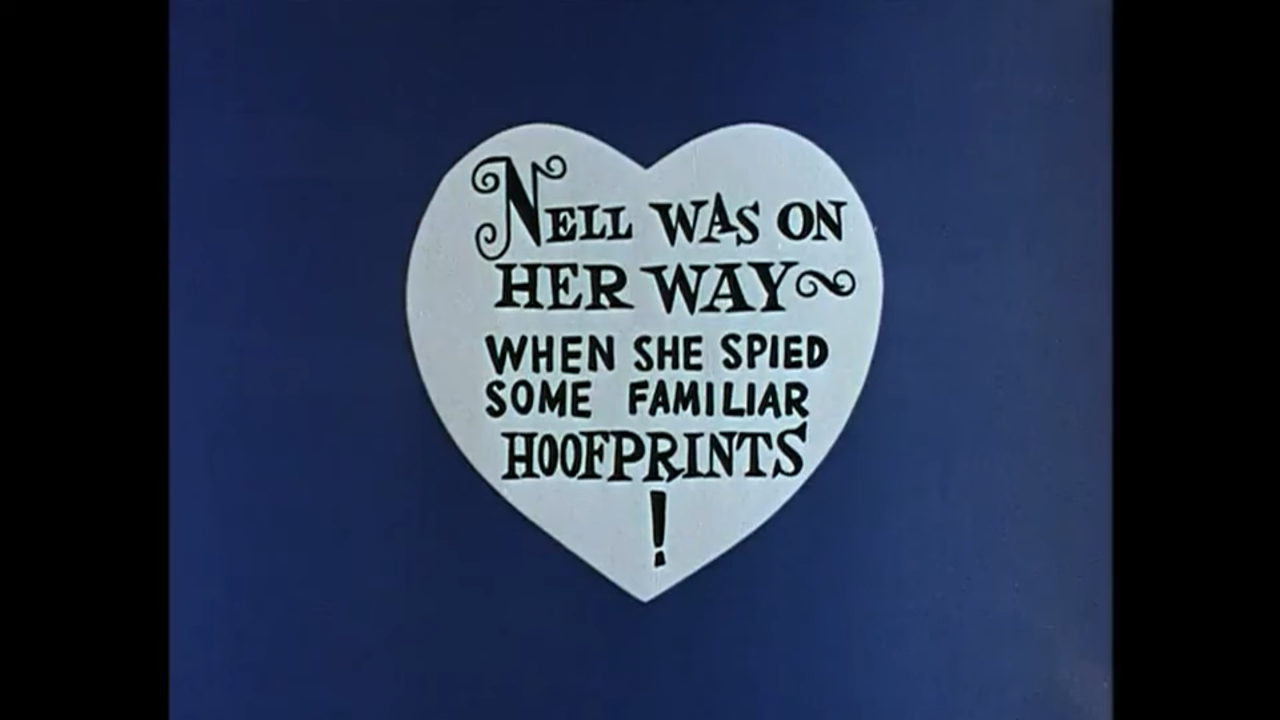 NELL WAS ON
HER WAY~
WHEN SHE SPIED
SOME FAMILIAR
HOOFPRINTS
!